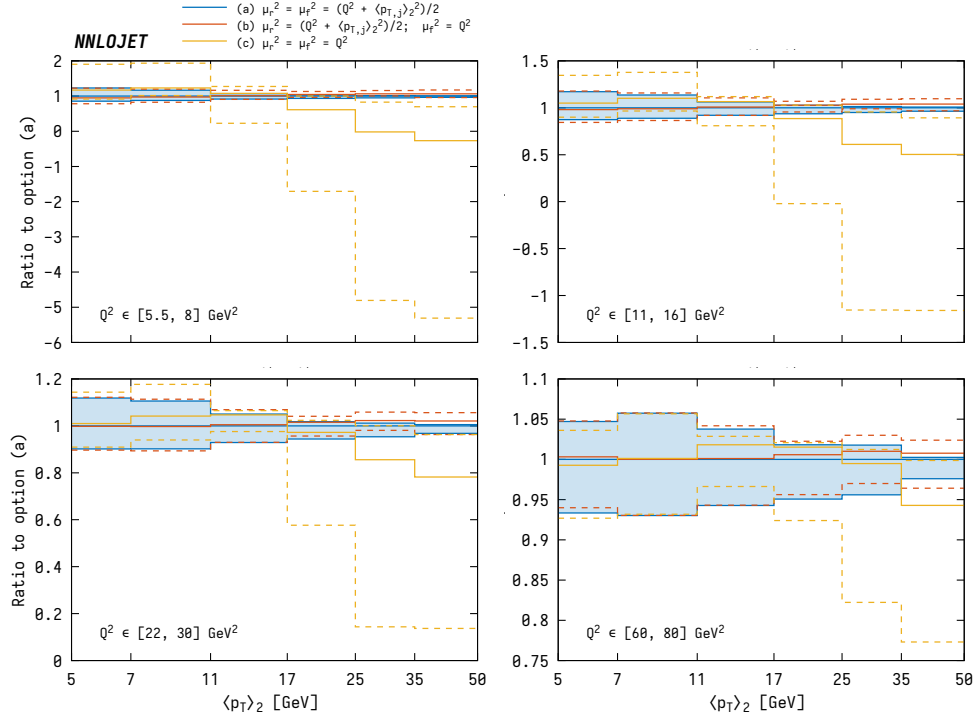 (a) μr² = μf² = (Q² + ⟨pT,j⟩₂²)/2
(b) μr² = (Q² + ⟨pT,j⟩₂²)/2; μf² = Q²
(c) μr² = μf² = Q²
NNLOJET
2
1
0
-1
-2
-3
-4
-5
-6
Ratio to option (a)
Q² ∈ [5.5, 8] GeV²
1.5
1
0.5
0
-0.5
-1
-1.5
Q² ∈ [11, 16] GeV²
1.2
1
0.8
0.6
0.4
0.2
0
Ratio to option (a)
Q² ∈ [22, 30] GeV²
5 7 11 17 25 35 50
⟨pT⟩₂ [GeV]
1.1
1.05
1
0.95
0.9
0.85
0.8
0.75
Q² ∈ [60, 80] GeV²
5 7 11 17 25 35 50
⟨pT⟩₂ [GeV]